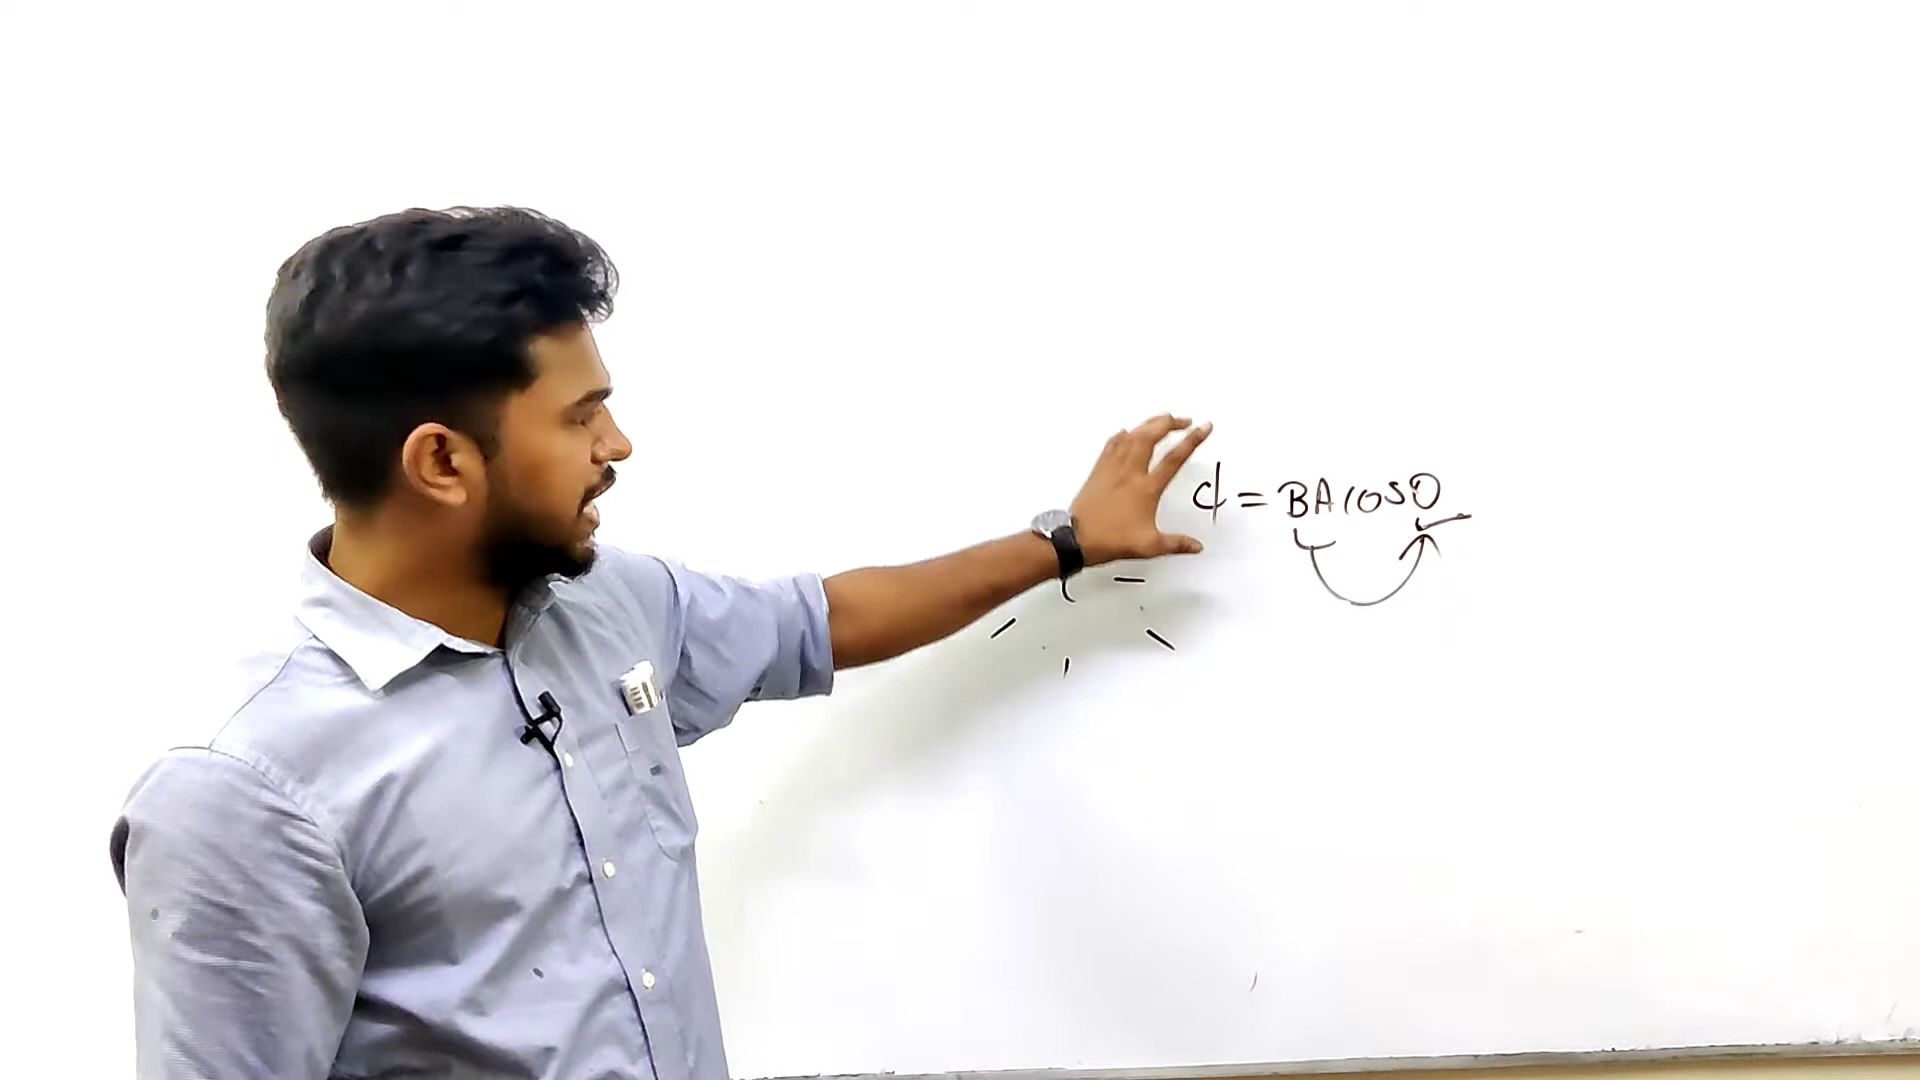 ϕ = BA cos θ